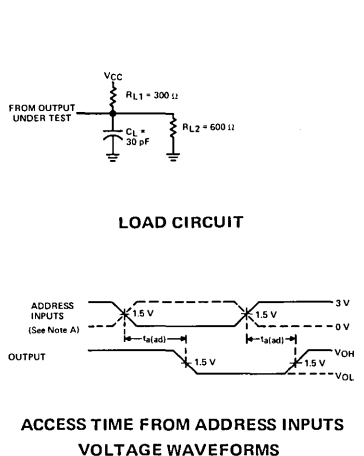 VCC
RL1 = 300 Ω
FROM OUTPUT
UNDER TEST
CL =
30 pF
RL2 = 600 Ω
LOAD CIRCUIT
ADDRESS
INPUTS
(See Note A)
1.5 V
1.5 V
3 V
0 V
ta(ad)
ta(ad)
OUTPUT
1.5 V
1.5 V
VOH
VOL
ACCESS TIME FROM ADDRESS INPUTS
VOLTAGE WAVEFORMS